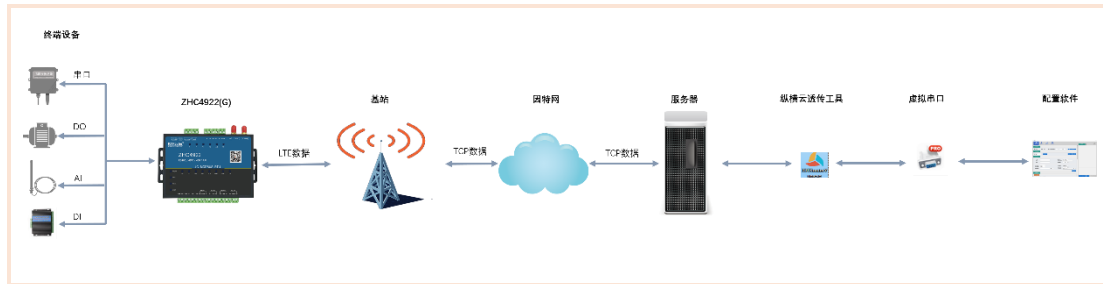 终端设备
串口
DO
AI
DI
ZHC4922(G)
ZHC4922
LTE数据
基站
TCP数据
因特网
TCP数据
服务器
纵横云透传工具
虚拟串口
PRO
配置软件